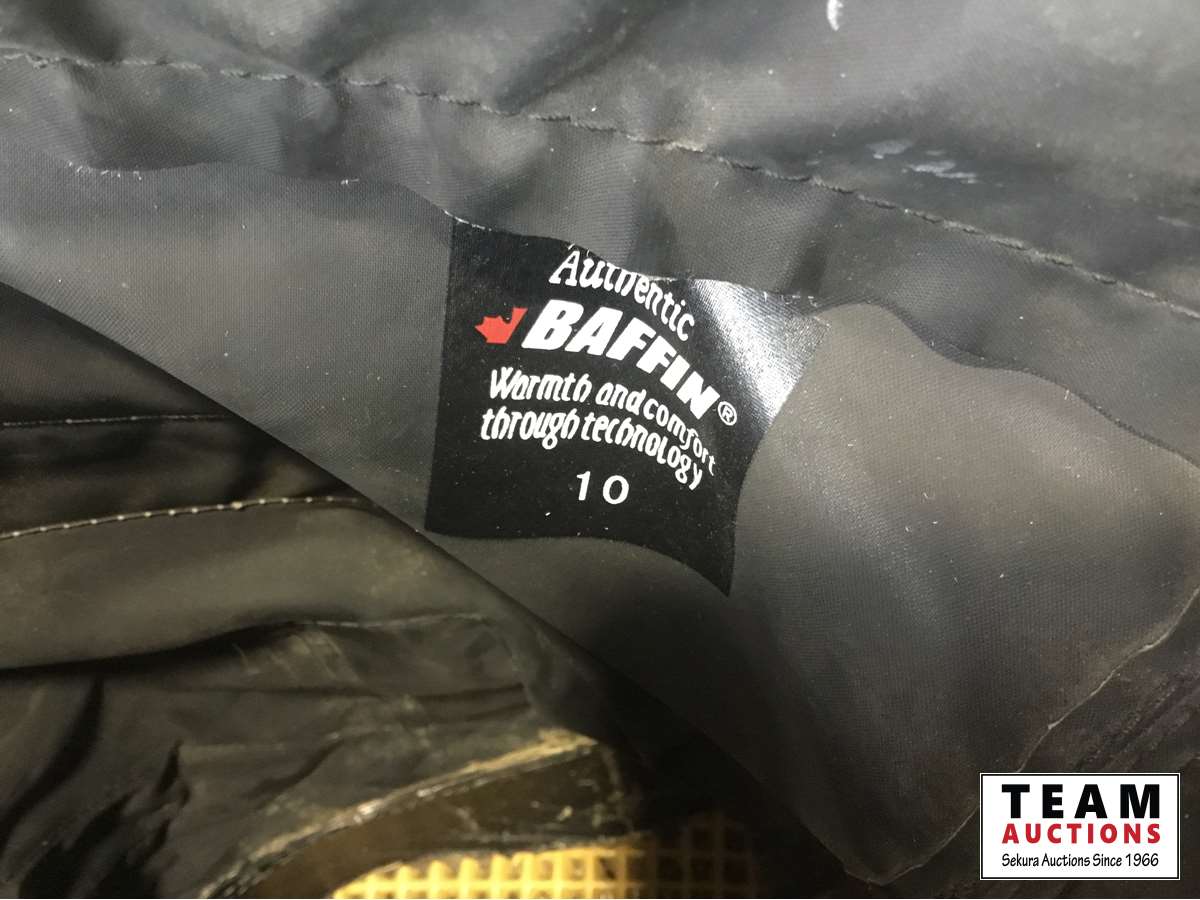 Authentic
BAFFIN®
Warmth and comfort
through technology
10
TEAM
AUCTIONS
Sekura Auctions Since 1966